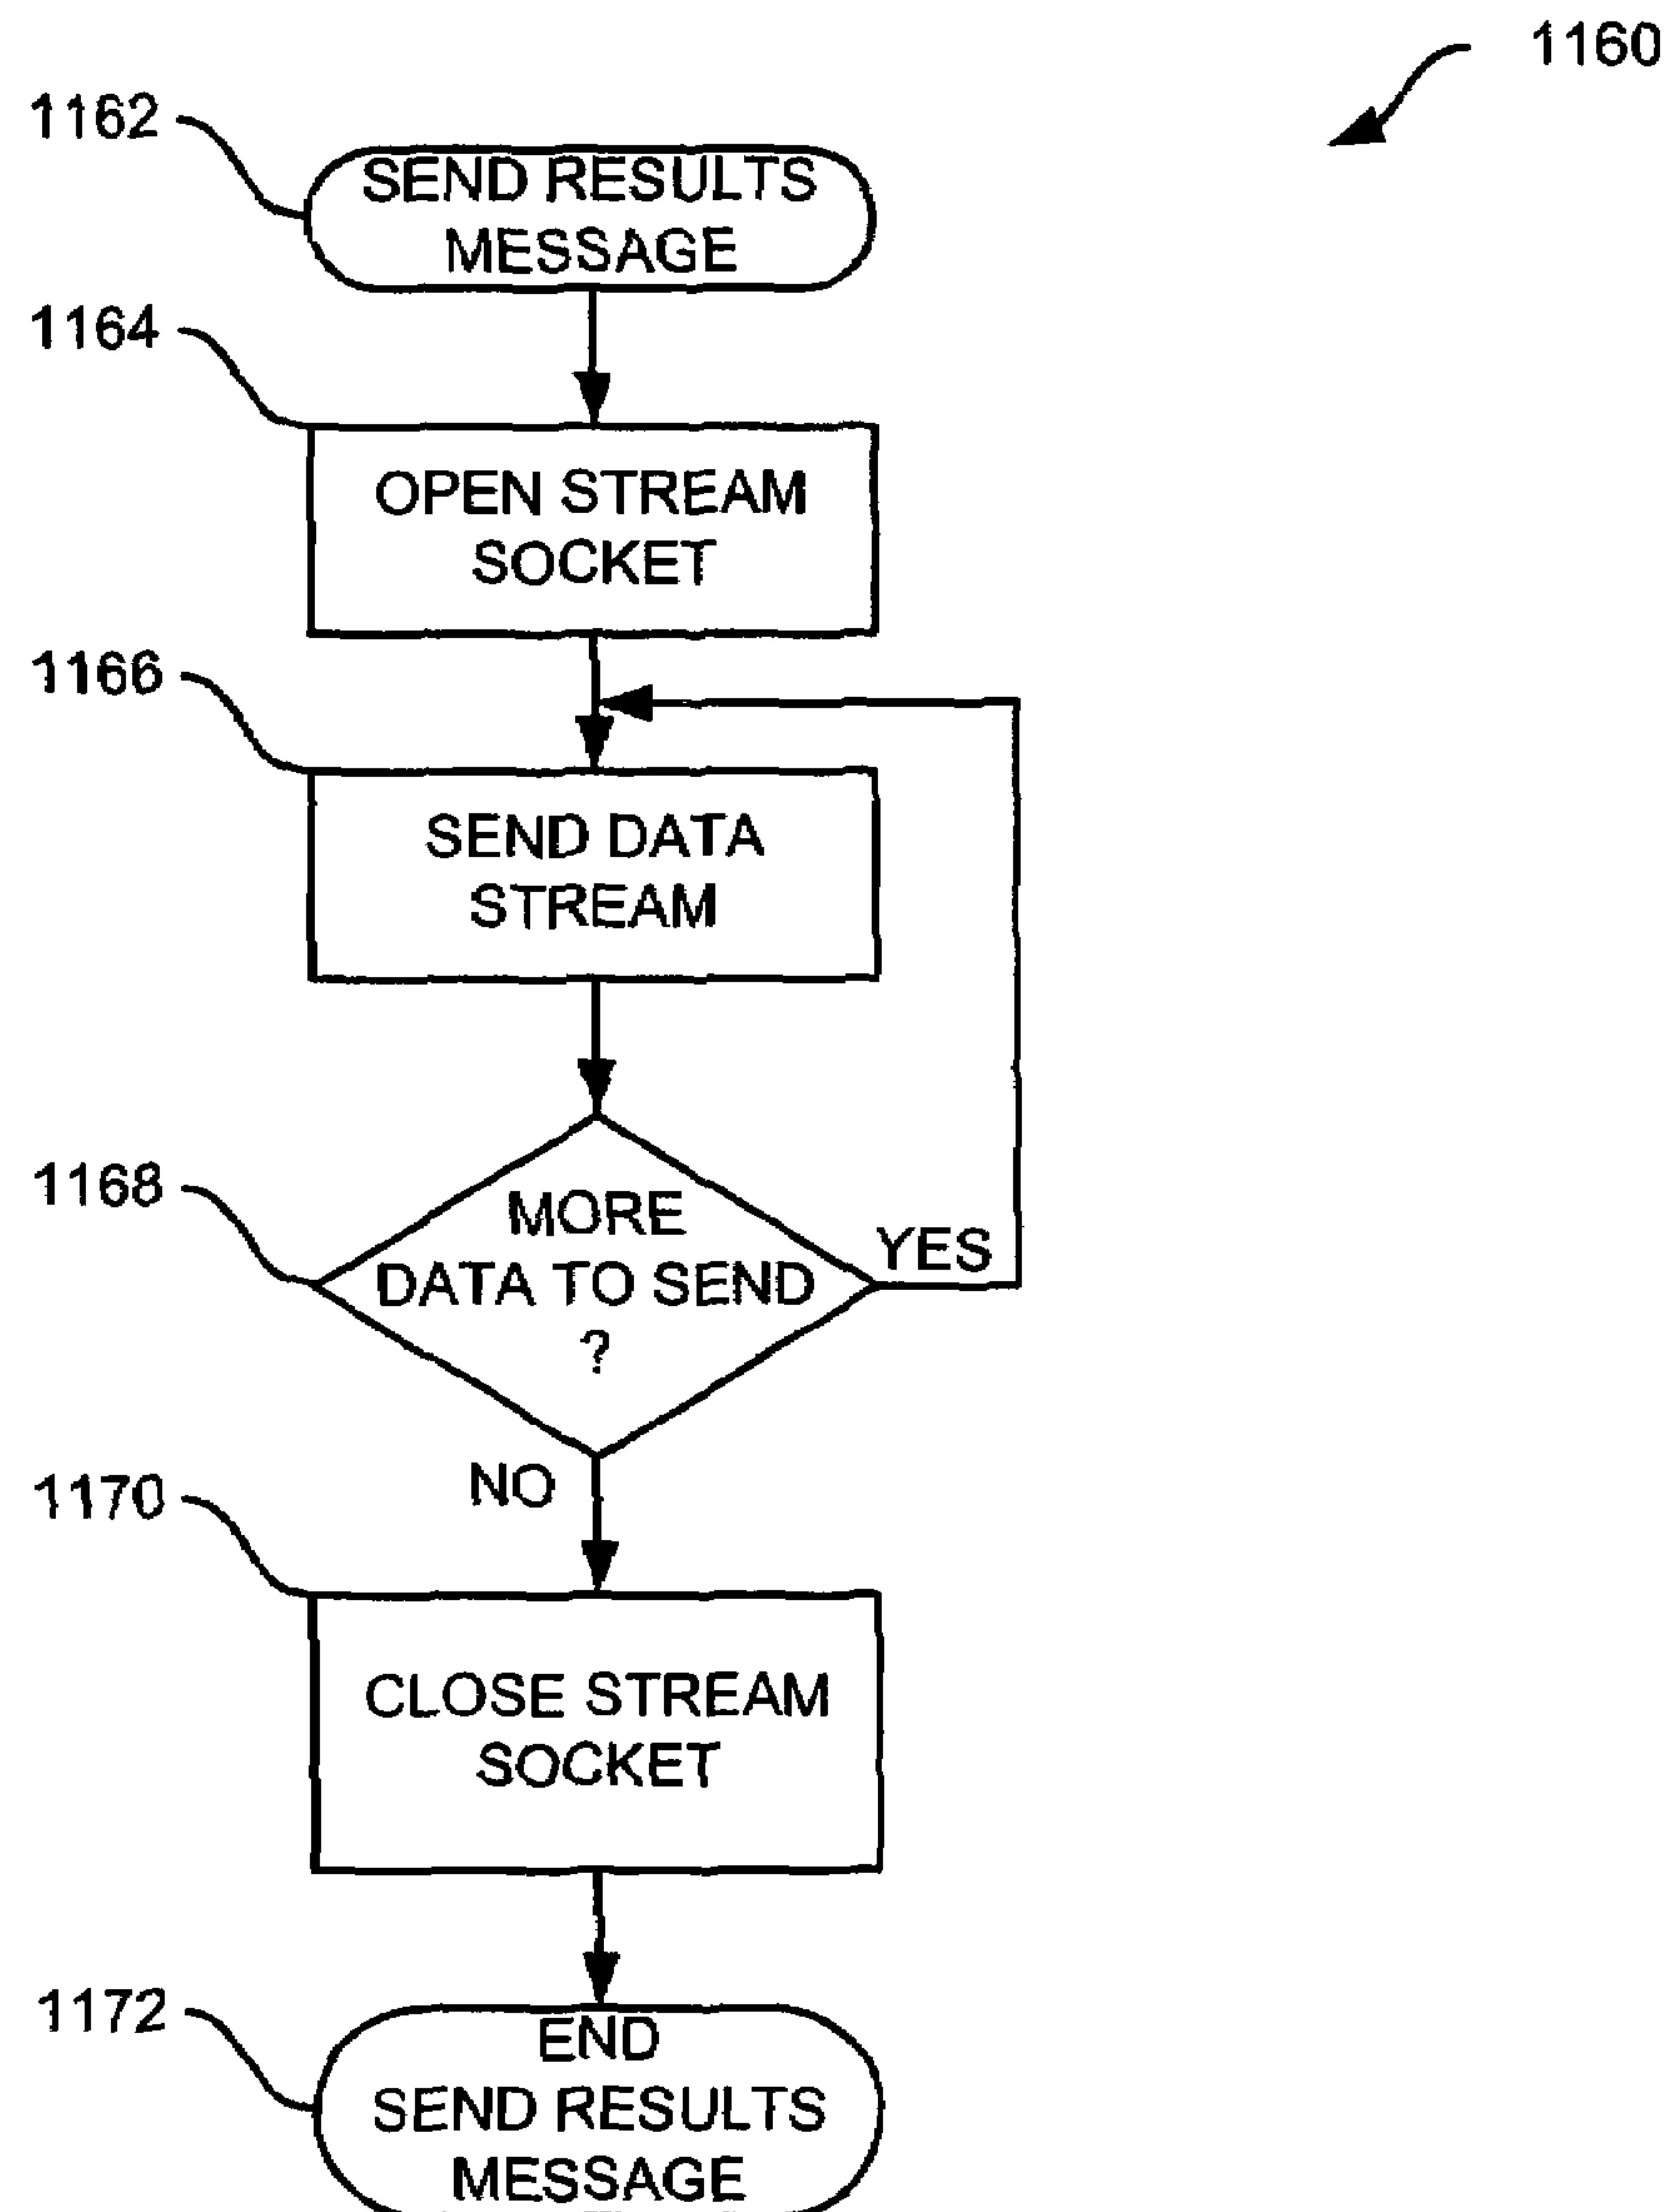 1160
1162
SEND RESULTS
MESSAGE
1164
OPEN STREAM
SOCKET
1166
SEND DATA
STREAM
1168
MORE
DATA TO SEND
?
YES
NO
1170
CLOSE STREAM
SOCKET
1172
END
SEND RESULTS
MESSAGE